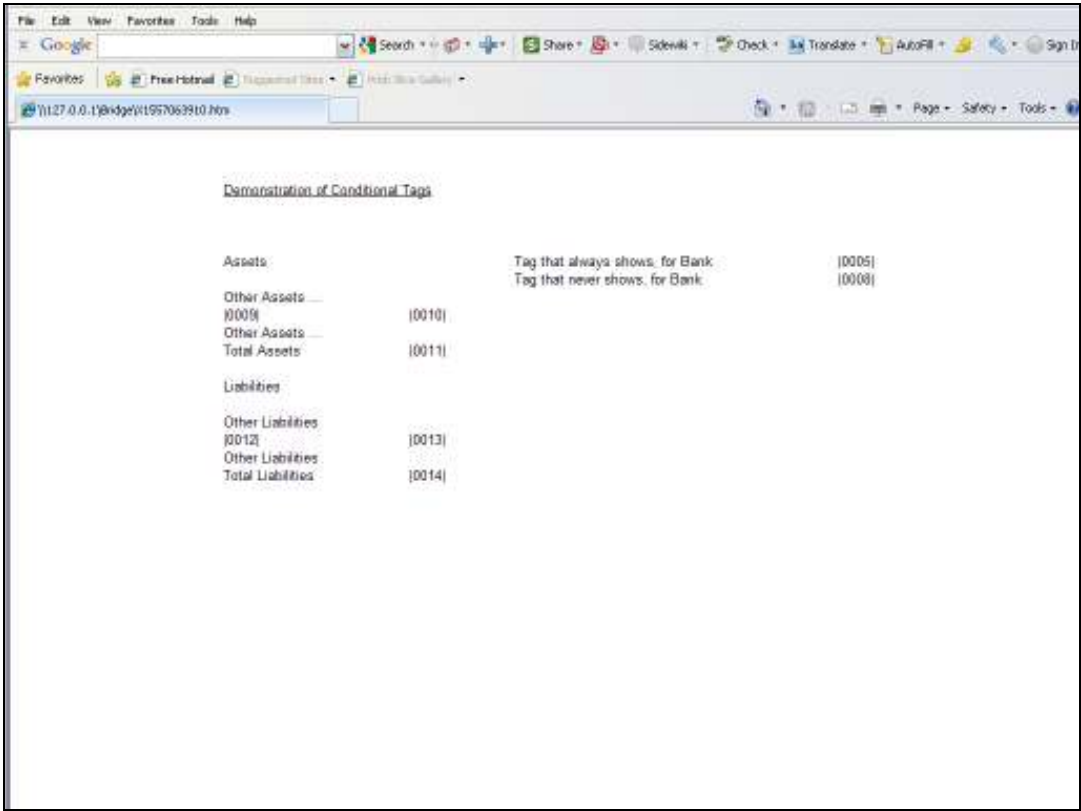 File Edit View Favorites Tools Help
Google Search Share Sidewiki Check Translate AutoFill Sign In
Favorites Free Hotmail
Page Safety Tools
Demonstration of Conditional Tags
Assets Tag that always shows, for Bank |0005|
Tag that never shows, for Bank |0008|
Other Assets ....
|0009| |0010|
Other Assets ....
Total Assets |0011|
Liabilities
Other Liabilities
|0012| |0013|
Other Liabilities
Total Liabilities |0014|